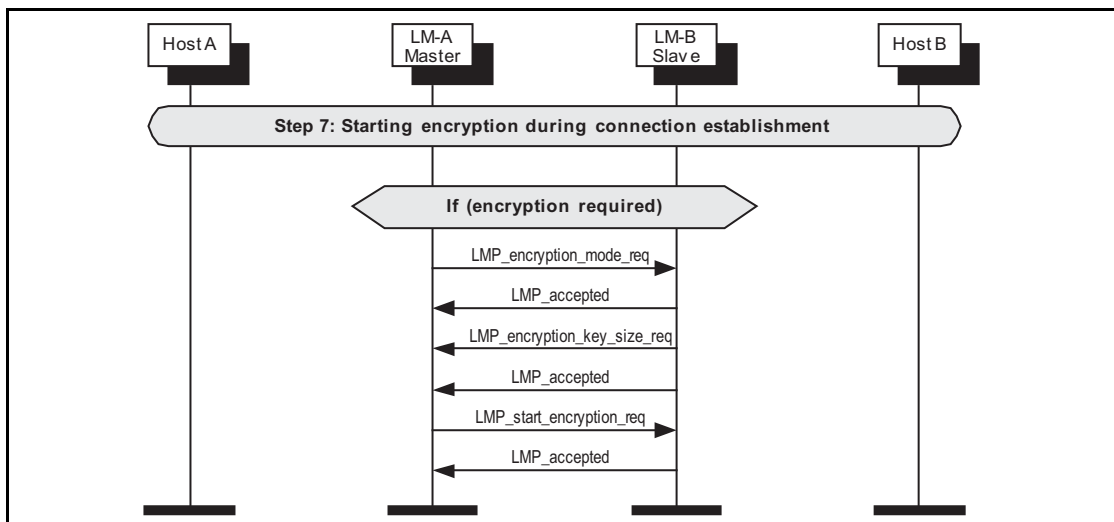 Host A
LM-A
Master
LM-B
Slave
Host B
Step 7: Starting encryption during connection establishment
If (encryption required)
LMP_encryption_mode_req
LMP_accepted
LMP_encryption_key_size_req
LMP_accepted
LMP_start_encryption_req
LMP_accepted